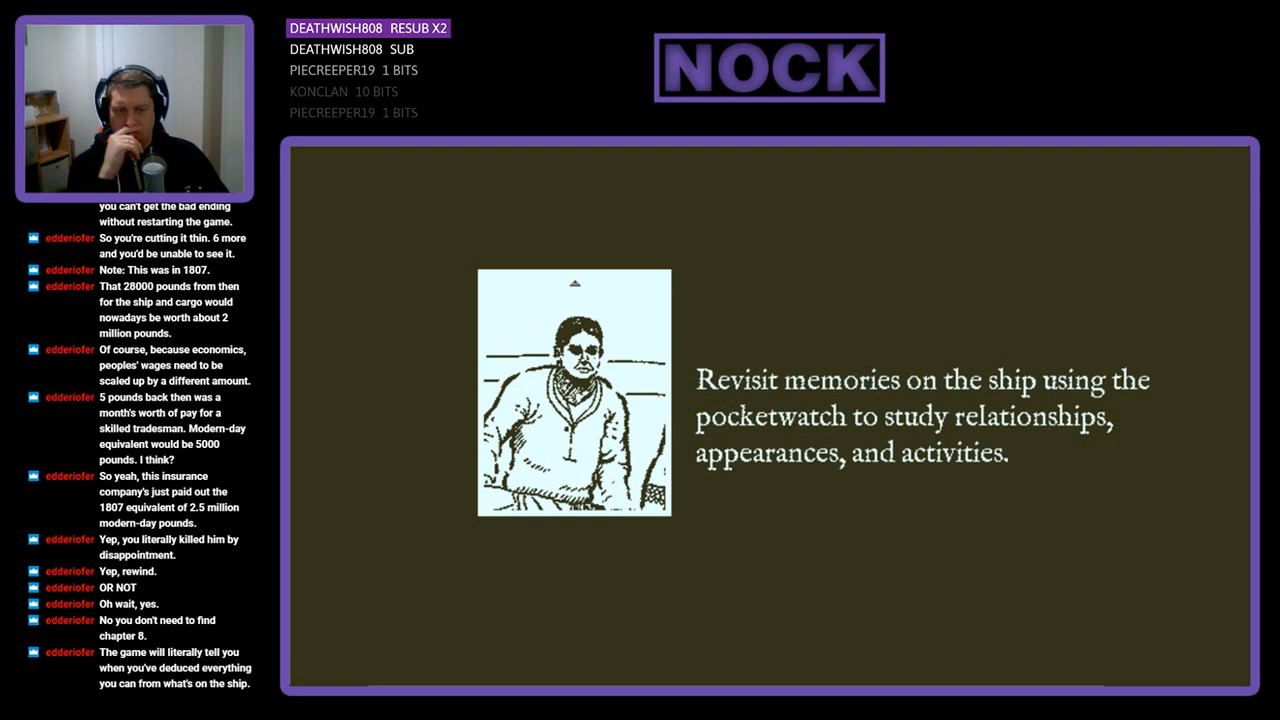 DEATHWISH808 RESUB X2
DEATHWISH808 SUB
PIECREEPER19 1 BITS
KONCLAN 10 BITS
PIECREEPER19 1 BITS
NOCK
you can't get the bad ending
without restarting the game.
edderiofer So you're cutting it thin. 6 more
and you'd be unable to see it.
edderiofer Note: This was in 1807.
edderiofer That 28000 pounds from then
for the ship and cargo would
nowadays be worth about 2
million pounds.
edderiofer Of course, because economics,
peoples' wages need to be
scaled up by a different amount.
edderiofer 5 pounds back then was a
month's worth of pay for a
skilled tradesman. Modern-day
equivalent would be 5000
pounds. I think?
edderiofer So yeah, this insurance
company's just paid out the
1807 equivalent of 2.5 million
modern-day pounds.
edderiofer Yep, you literally killed him by
disappointment.
edderiofer Yep, rewind.
edderiofer OR NOT
edderiofer Oh wait, yes.
edderiofer No you don't need to find
chapter 8.
edderiofer The game will literally tell you
when you've deduced everything
you can from what's on the ship.
Revisit memories on the ship using the
pocketwatch to study relationships,
appearances, and activities.